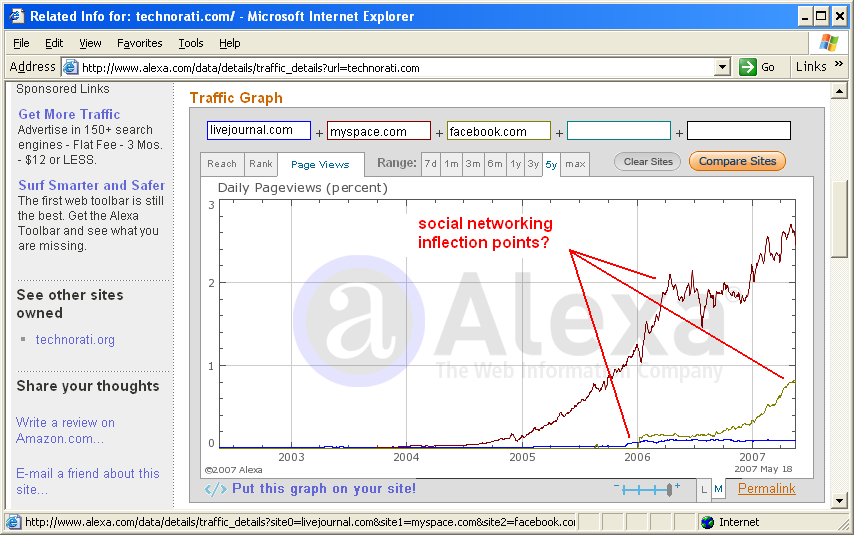 Related Info for: technorati.com/ - Microsoft Internet Explorer
File Edit View Favorites Tools Help
Address http://www.alexa.com/data/details/traffic_details?url=technorati.com Go Links »
Sponsored Links
Get More Traffic
Advertise in 150+ search
engines - Flat Fee - 3 Mos.
- $12 or LESS.
Surf Smarter and Safer
The first web toolbar is still
the best. Get the Alexa
Toolbar and see what you
are missing.
See other sites
owned
technorati.org
Share your thoughts
Write a review on
Amazon.com...
E-mail a friend about this
site...
Traffic Graph
livejournal.com + myspace.com + facebook.com + +
Reach Rank Page Views Range: 7d 1m 3m 6m 1y 3y 5y max Clear Sites Compare Sites
Daily Pageviews (percent)
social networking
inflection points?
3
2
1
0
a Alexa
The Web Information Company
2003 2004 2005 2006 2007
©2007 Alexa 2007 May 18
</> Put this graph on your site! - + L M Permalink
http://www.alexa.com/data/details/traffic_details?site0=livejournal.com&site1=myspace.com&site2=facebook.co Internet